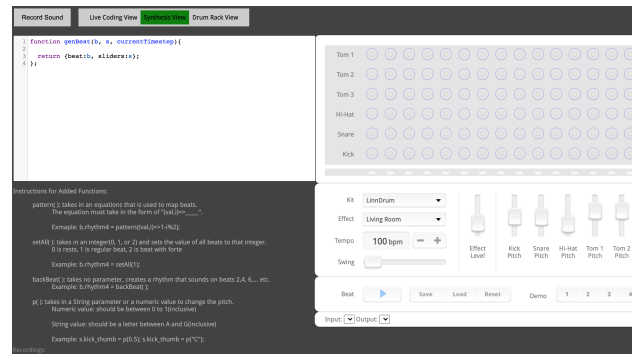 Record Sound
Live Coding View
Synthesis View
Drum Rack View
1 function genBeat(b, s, currentTimestep){
2
3 return {beat:b, sliders:s};
4 };
Tom 1
Tom 2
Tom 3
Hi-Hat
Snare
Kick
Instructions for Added Functions:
pattern( ): takes in an equations that is used to map beats.
The equation must take in the form of "(val,i)=>_____".
Exmaple: b.rhythm4 = pattern((val,i)=>1-i%2);
setAll( ): takes in an integer(0, 1, or 2) and sets the value of all beats to that integer.
0 is rests, 1 is regular beat, 2 is beat with forte
Example: b.rhythm4 = setAll(1);
backBeat( ): takes no parameter, creates a rhythm that sounds on beats 2,4, 6,... etc.
Example: b.rhythm4 = backBeat( );
p( ): takes in a String parameter or a numeric value to change the pitch.
Numeric value: should be between 0 to 1(inclusive)
String value: should be a letter between A and G(inclusive)
Example: s.kick_thumb = p(0.5); s.kick_thumb = p("C");
Recordings:
Kit
LinnDrum
Effect
Living Room
Tempo
100 bpm
Swing
Effect Level
Kick Pitch
Snare Pitch
Hi-Hat Pitch
Tom 1 Pitch
Tom 2 Pitch
Beat
Save
Load
Reset
Demo
1
2
3
4
Input:
Output: